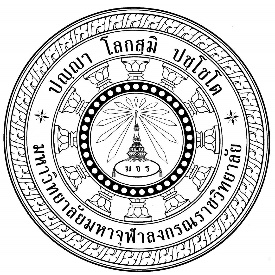 ปญฺญา โลกสฺมิ ปชฺโชโต
ม จ ร
มหาวิทยาลัยมหาจุฬาลงกรณราชวิทยาลัย